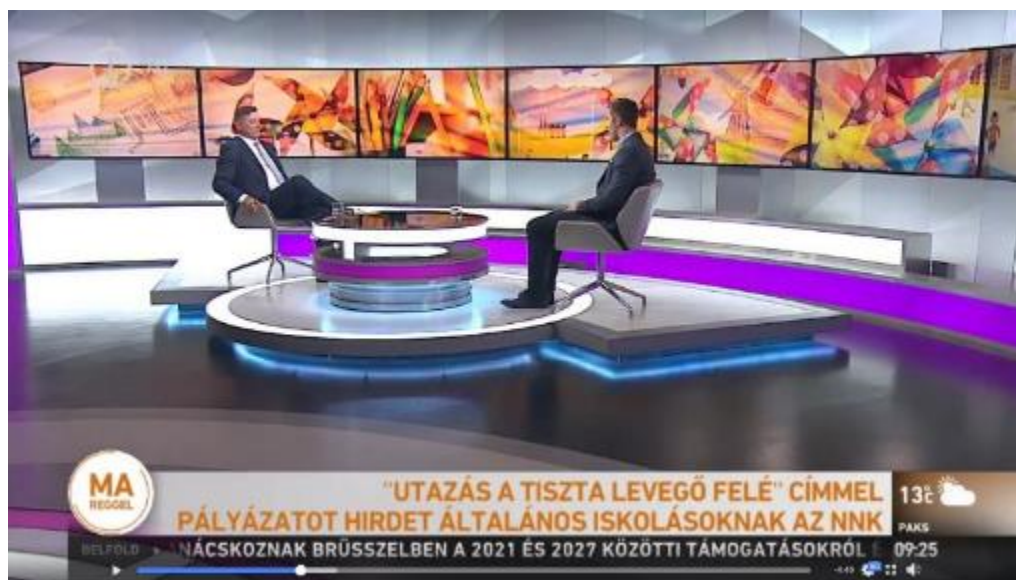 MA
REGGEL
"UTAZÁS A TISZTA LEVEGŐ FELÉ" CÍMMEL
PÁLYÁZATOT HIRDET ÁLTALÁNOS ISKOLÁSOKNAK AZ NNK
13°c
PAKS
BELFÖLD
ANÁCSKOZNAK BRÜSSZELBEN A 2021 ÉS 2027 KÖZÖTTI TÁMOGATÁSOKRÓL
09:25